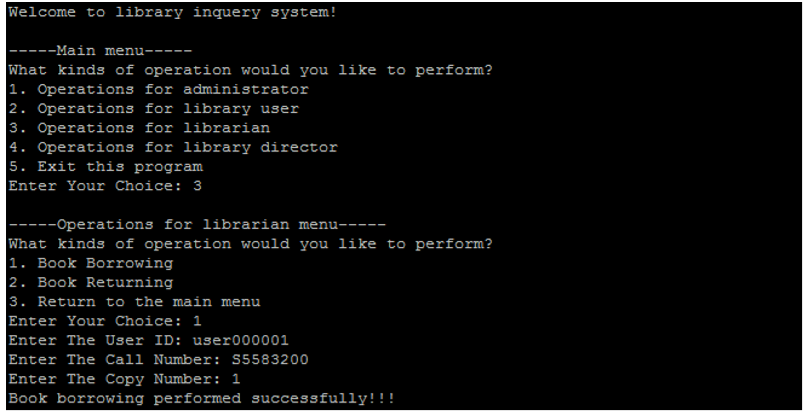 Welcome to library inquery system!
-----Main menu-----
What kinds of operation would you like to perform?
1. Operations for administrator
2. Operations for library user
3. Operations for librarian
4. Operations for library director
5. Exit this program
Enter Your Choice: 3
-----Operations for librarian menu-----
What kinds of operation would you like to perform?
1. Book Borrowing
2. Book Returning
3. Return to the main menu
Enter Your Choice: 1
Enter The User ID: user000001
Enter The Call Number: S5583200
Enter The Copy Number: 1
Book borrowing performed successfully!!!